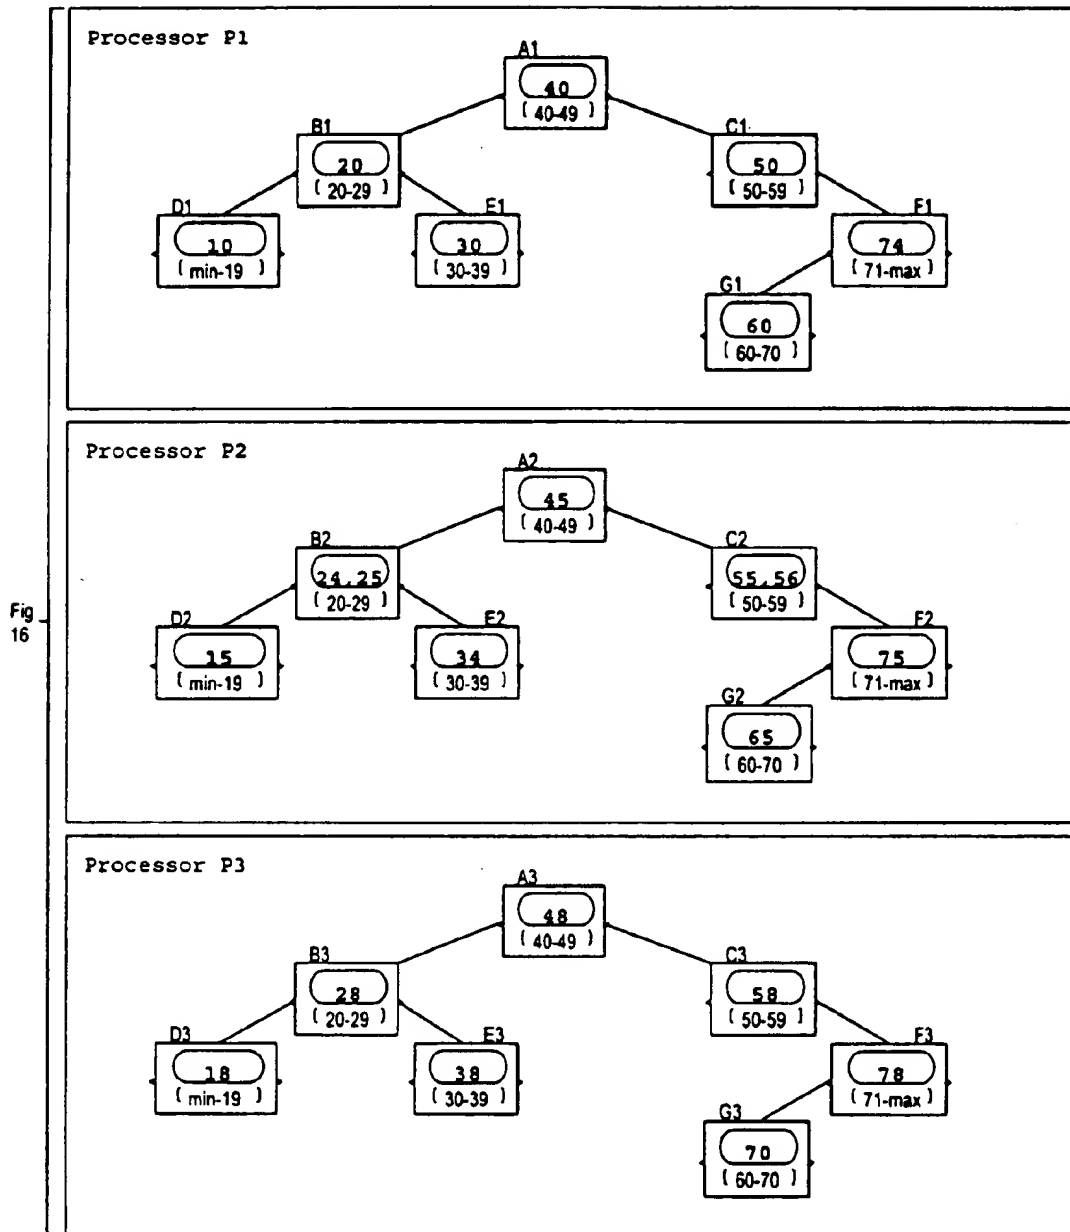 Processor P1
A1
40
( 40-49 )
B1
20
( 20-29 )
C1
50
( 50-59 )
D1
10
( min-19 )
E1
30
( 30-39 )
F1
74
( 71-max )
G1
60
( 60-70 )
Processor P2
A2
45
( 40-49 )
B2
24,25
( 20-29 )
C2
55,56
( 50-59 )
Fig
16
D2
15
( min-19 )
E2
34
( 30-39 )
F2
75
( 71-max )
G2
65
( 60-70 )
Processor P3
A3
48
( 40-49 )
B3
28
( 20-29 )
C3
58
( 50-59 )
D3
18
( min-19 )
E3
38
( 30-39 )
F3
78
( 71-max )
G3
70
( 60-70 )